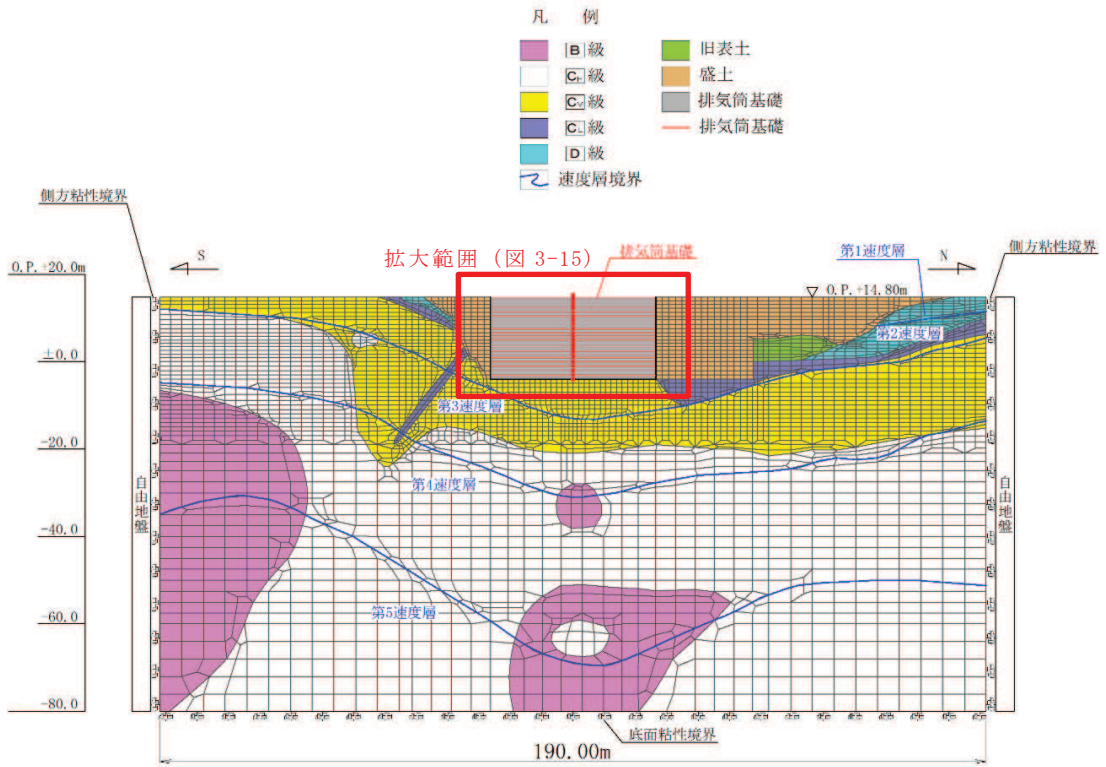 凡 例
B 級
CH 級
CM 級
CL 級
D 級
速度層境界
旧表土
盛土
排気筒基礎
排気筒基礎
側方粘性境界
側方粘性境界
拡大範囲 (図 3-15)
排気筒基礎
第1速度層
S
N
O.P.+20.0m
O.P.+14.80m
±0.0
第2速度層
第3速度層
-20.0
第4速度層
自由地盤
自由地盤
-40.0
第5速度層
-60.0
-80.0
底面粘性境界
190.00m